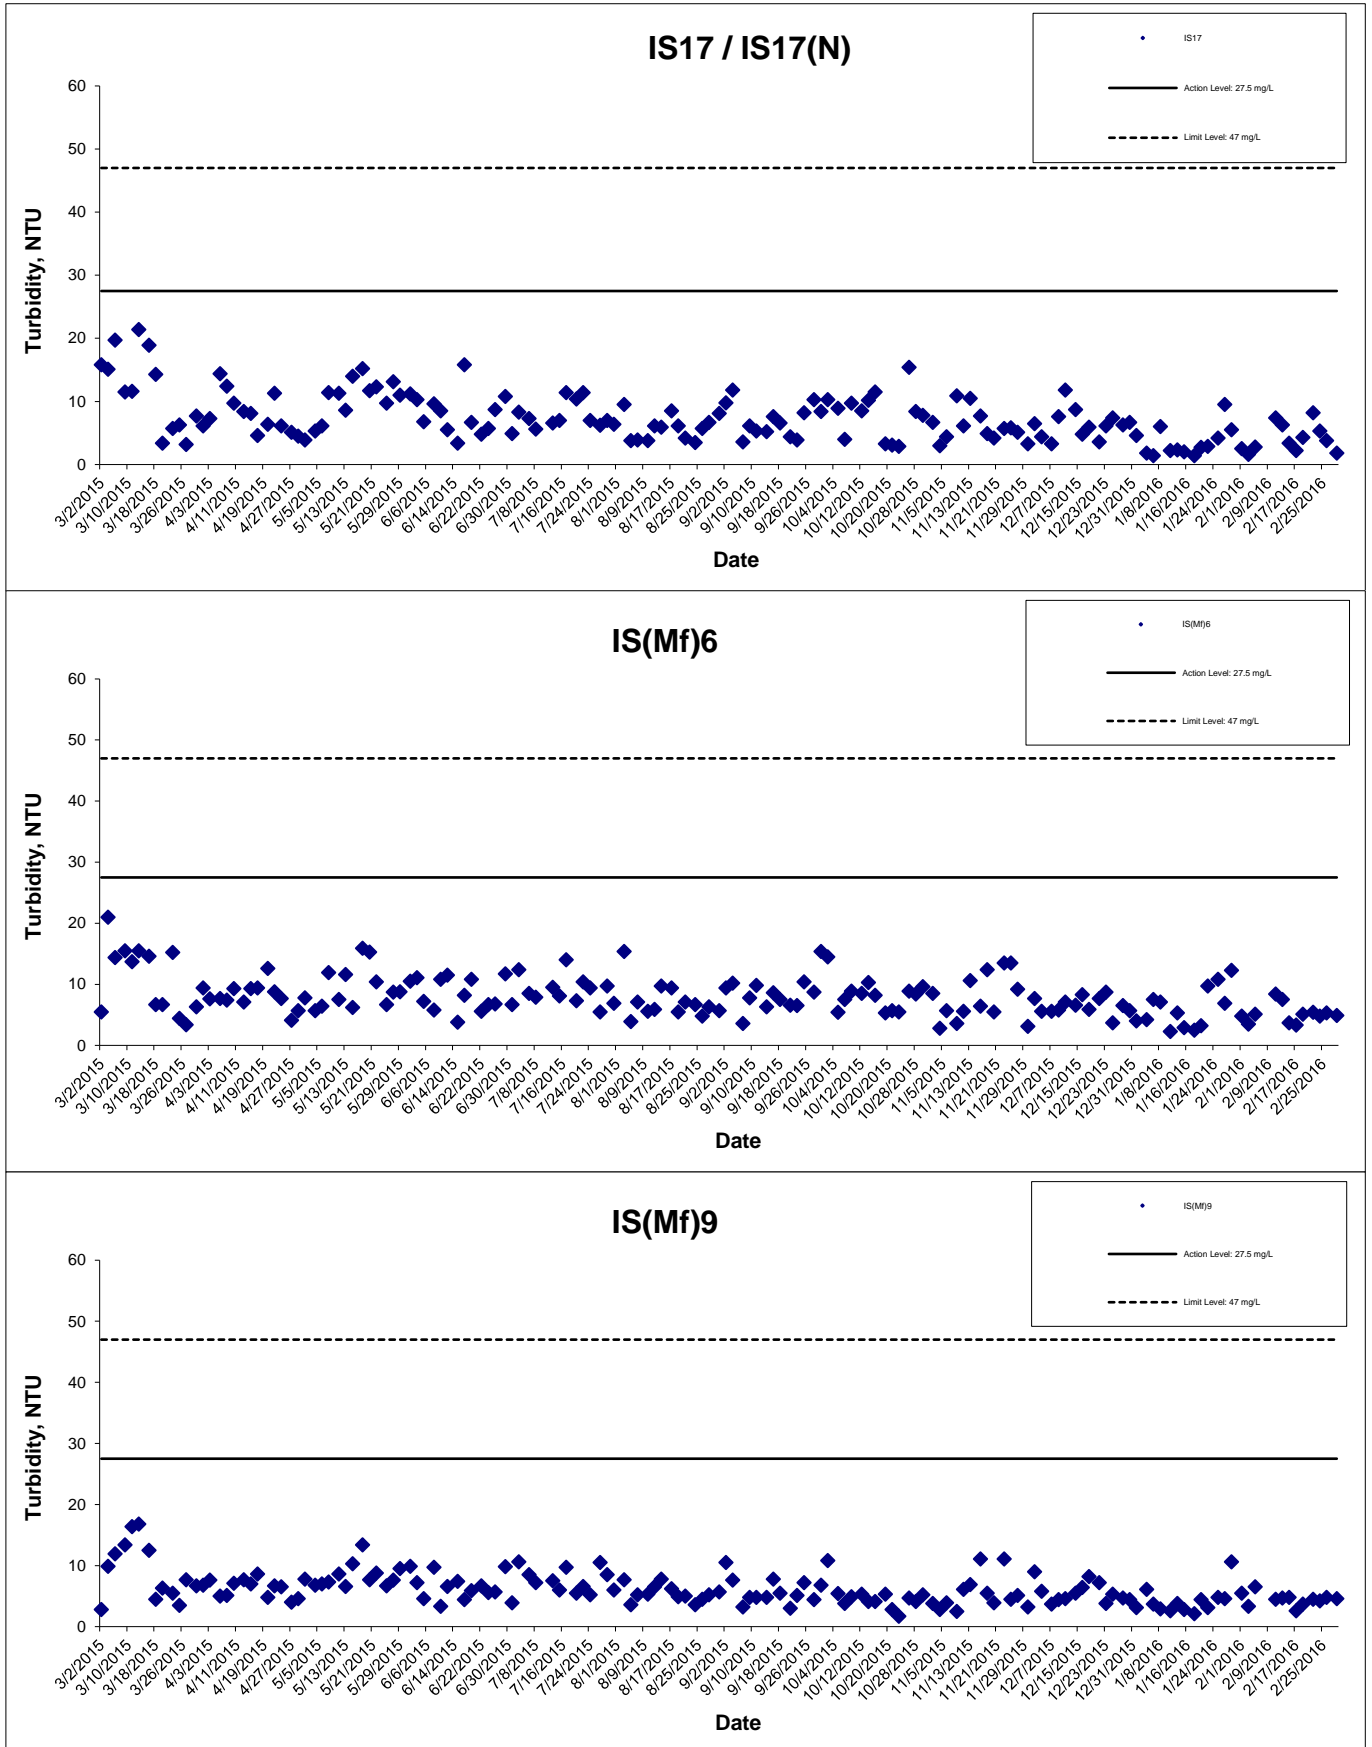 IS17 / IS17(N)
IS17
Action Level: 27.5 mg/L
Limit Level: 47 mg/L
60
50
40
30
20
10
0
Turbidity, NTU
3/2/2015 3/10/2015 3/18/2015 3/26/2015 4/3/2015 4/11/2015 4/19/2015 4/27/2015 5/5/2015 5/13/2015 5/21/2015 5/29/2015 6/6/2015 6/14/2015 6/22/2015 6/30/2015 7/8/2015 7/16/2015 7/24/2015 8/1/2015 8/9/2015 8/17/2015 8/25/2015 9/2/2015 9/10/2015 9/18/2015 9/26/2015 10/4/2015 10/12/2015 10/20/2015 10/28/2015 11/5/2015 11/13/2015 11/21/2015 11/29/2015 12/7/2015 12/15/2015 12/23/2015 12/31/2015 1/8/2016 1/16/2016 1/24/2016 2/1/2016 2/9/2016 2/17/2016 2/25/2016
Date
IS(Mf)6
IS(Mf)6
Action Level: 27.5 mg/L
Limit Level: 47 mg/L
60
50
40
30
20
10
0
Turbidity, NTU
3/2/2015 3/10/2015 3/18/2015 3/26/2015 4/3/2015 4/11/2015 4/19/2015 4/27/2015 5/5/2015 5/13/2015 5/21/2015 5/29/2015 6/6/2015 6/14/2015 6/22/2015 6/30/2015 7/8/2015 7/16/2015 7/24/2015 8/1/2015 8/9/2015 8/17/2015 8/25/2015 9/2/2015 9/10/2015 9/18/2015 9/26/2015 10/4/2015 10/12/2015 10/20/2015 10/28/2015 11/5/2015 11/13/2015 11/21/2015 11/29/2015 12/7/2015 12/15/2015 12/23/2015 12/31/2015 1/8/2016 1/16/2016 1/24/2016 2/1/2016 2/9/2016 2/17/2016 2/25/2016
Date
IS(Mf)9
IS(Mf)9
Action Level: 27.5 mg/L
Limit Level: 47 mg/L
60
50
40
30
20
10
0
Turbidity, NTU
3/2/2015 3/10/2015 3/18/2015 3/26/2015 4/3/2015 4/11/2015 4/19/2015 4/27/2015 5/5/2015 5/13/2015 5/21/2015 5/29/2015 6/6/2015 6/14/2015 6/22/2015 6/30/2015 7/8/2015 7/16/2015 7/24/2015 8/1/2015 8/9/2015 8/17/2015 8/25/2015 9/2/2015 9/10/2015 9/18/2015 9/26/2015 10/4/2015 10/12/2015 10/20/2015 10/28/2015 11/5/2015 11/13/2015 11/21/2015 11/29/2015 12/7/2015 12/15/2015 12/23/2015 12/31/2015 1/8/2016 1/16/2016 1/24/2016 2/1/2016 2/9/2016 2/17/2016 2/25/2016
Date